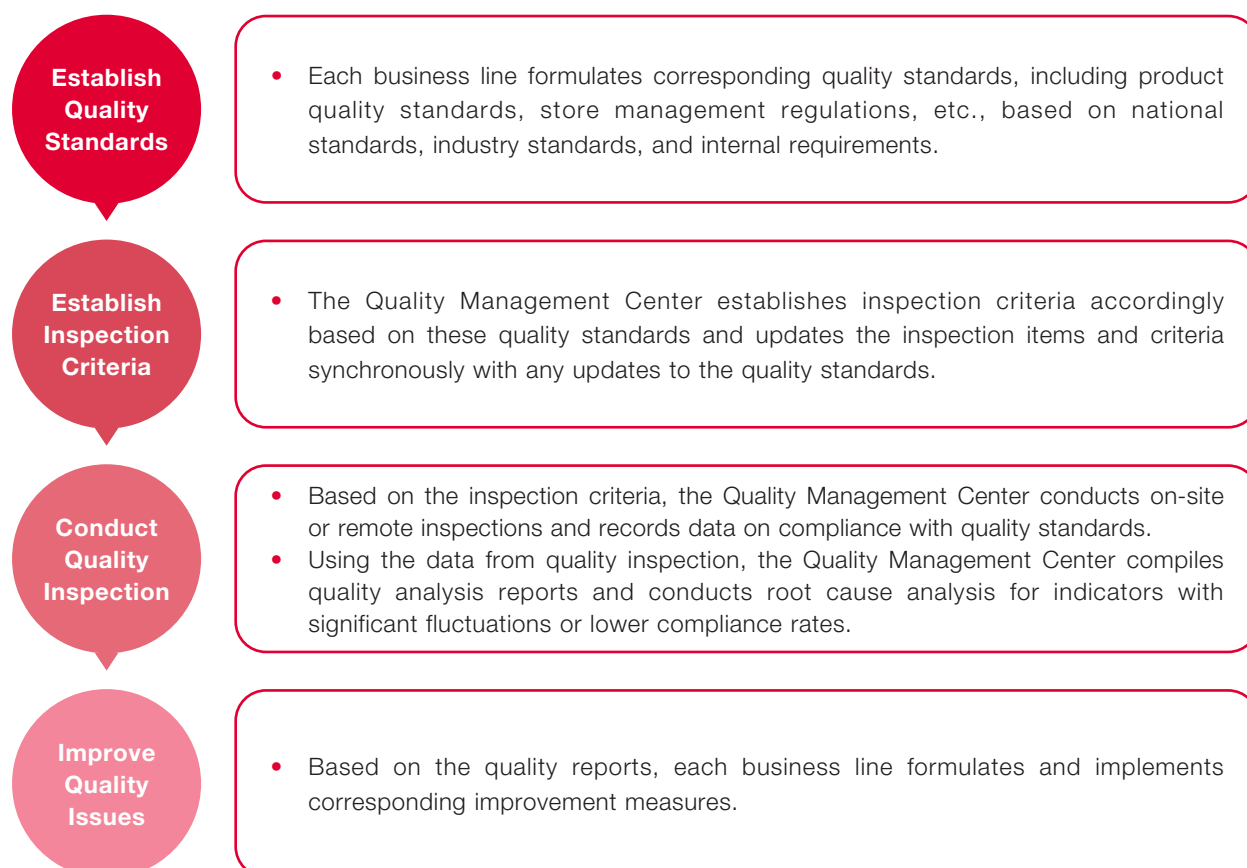 Establish
Quality
Standards
• Each business line formulates corresponding quality standards, including product
quality standards, store management regulations, etc., based on national
standards, industry standards, and internal requirements.
Establish
Inspection
Criteria
• The Quality Management Center establishes inspection criteria accordingly
based on these quality standards and updates the inspection items and criteria
synchronously with any updates to the quality standards.
Conduct
Quality
Inspection
• Based on the inspection criteria, the Quality Management Center conducts on-site
or remote inspections and records data on compliance with quality standards.
• Using the data from quality inspection, the Quality Management Center compiles
quality analysis reports and conducts root cause analysis for indicators with
significant fluctuations or lower compliance rates.
Improve
Quality
Issues
• Based on the quality reports, each business line formulates and implements
corresponding improvement measures.